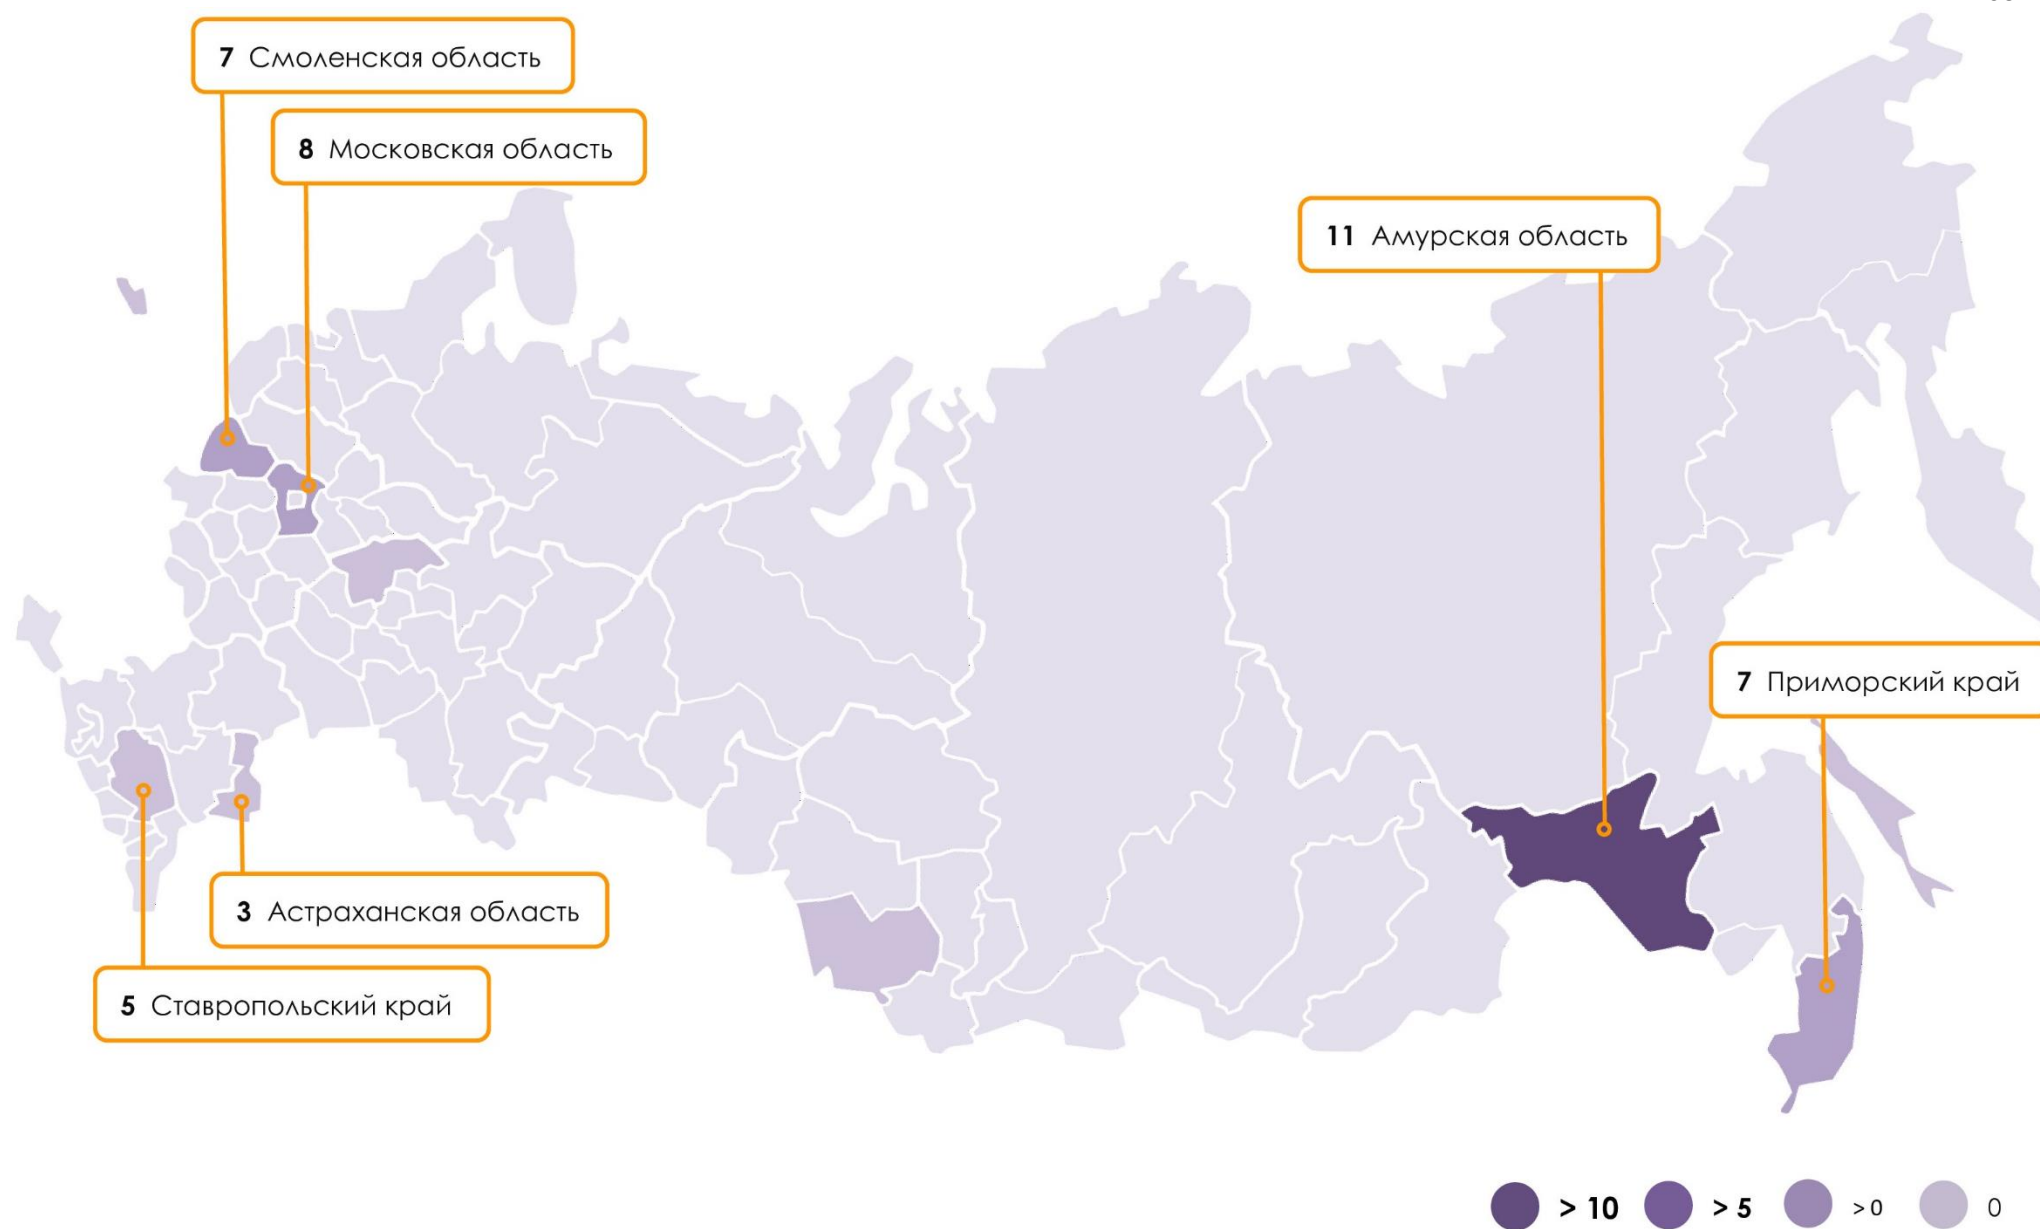 7 Смоленская область
8 Московская область
11 Амурская область
7 Приморский край
3 Астраханская область
5 Ставропольский край
> 10 > 5 > 0 0